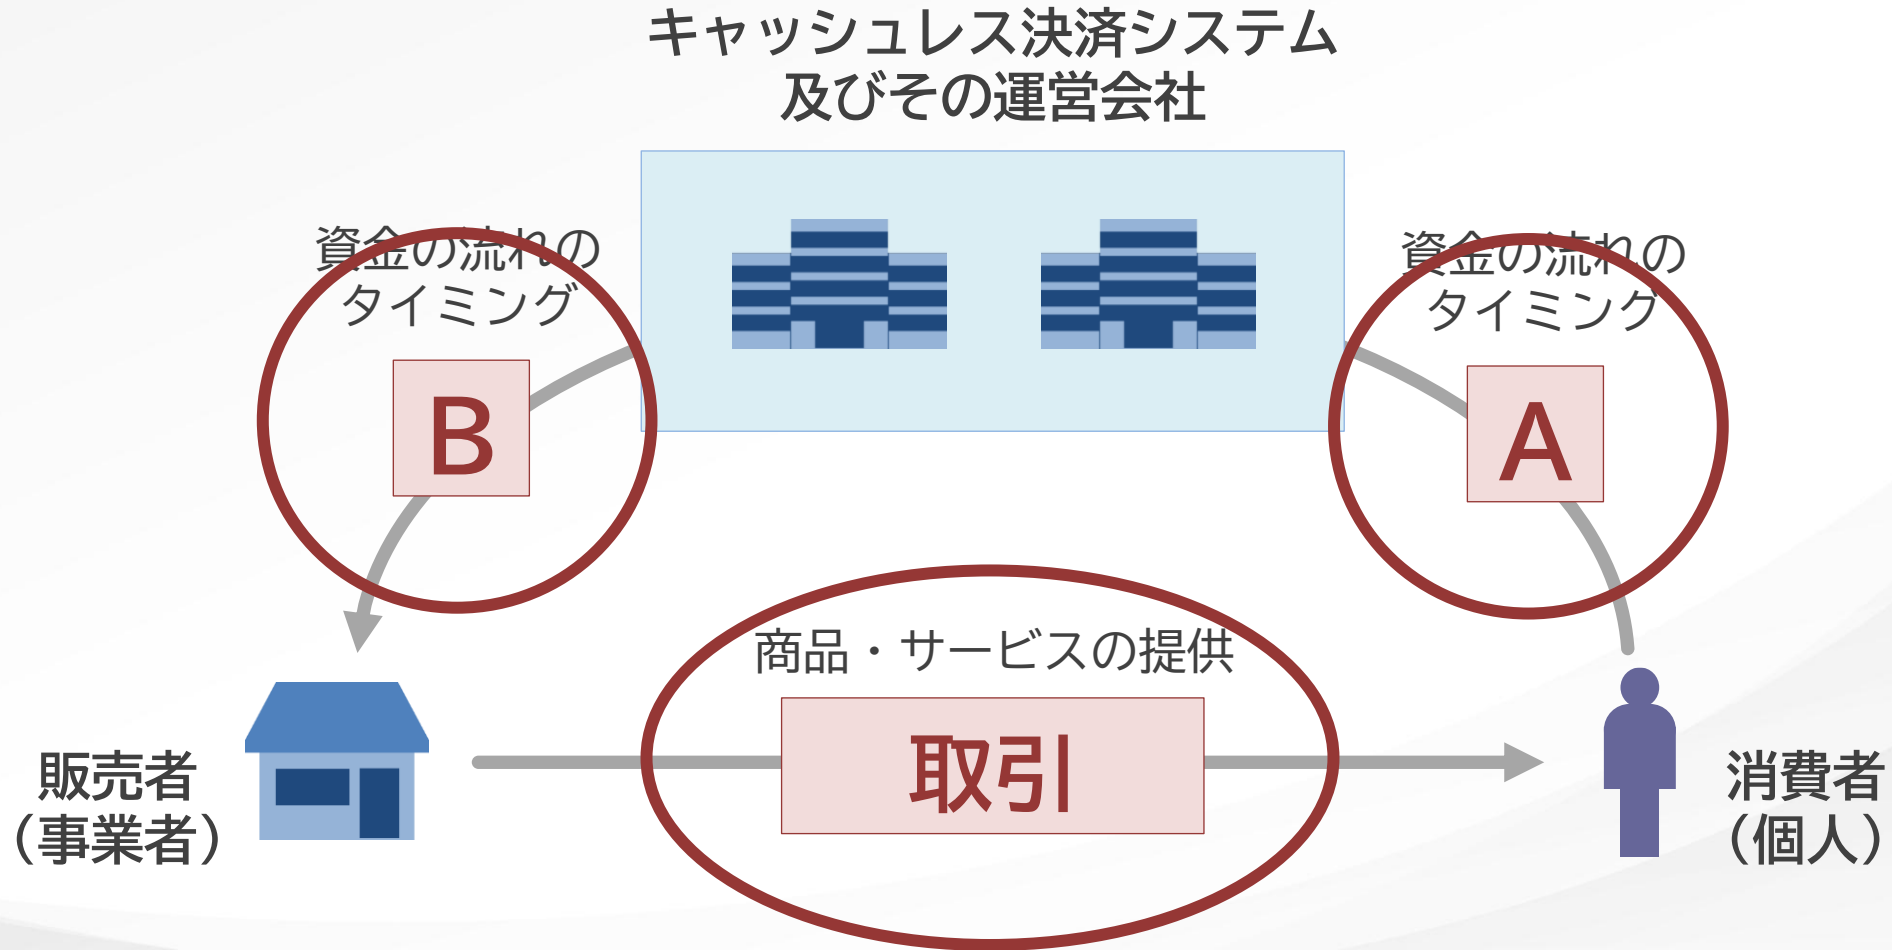 キャッシュレス決済システム
及びその運営会社
資金の流れの
タイミング
B
資金の流れの
タイミング
A
商品・サービスの提供
取引
販売者
（事業者）
消費者
（個人）